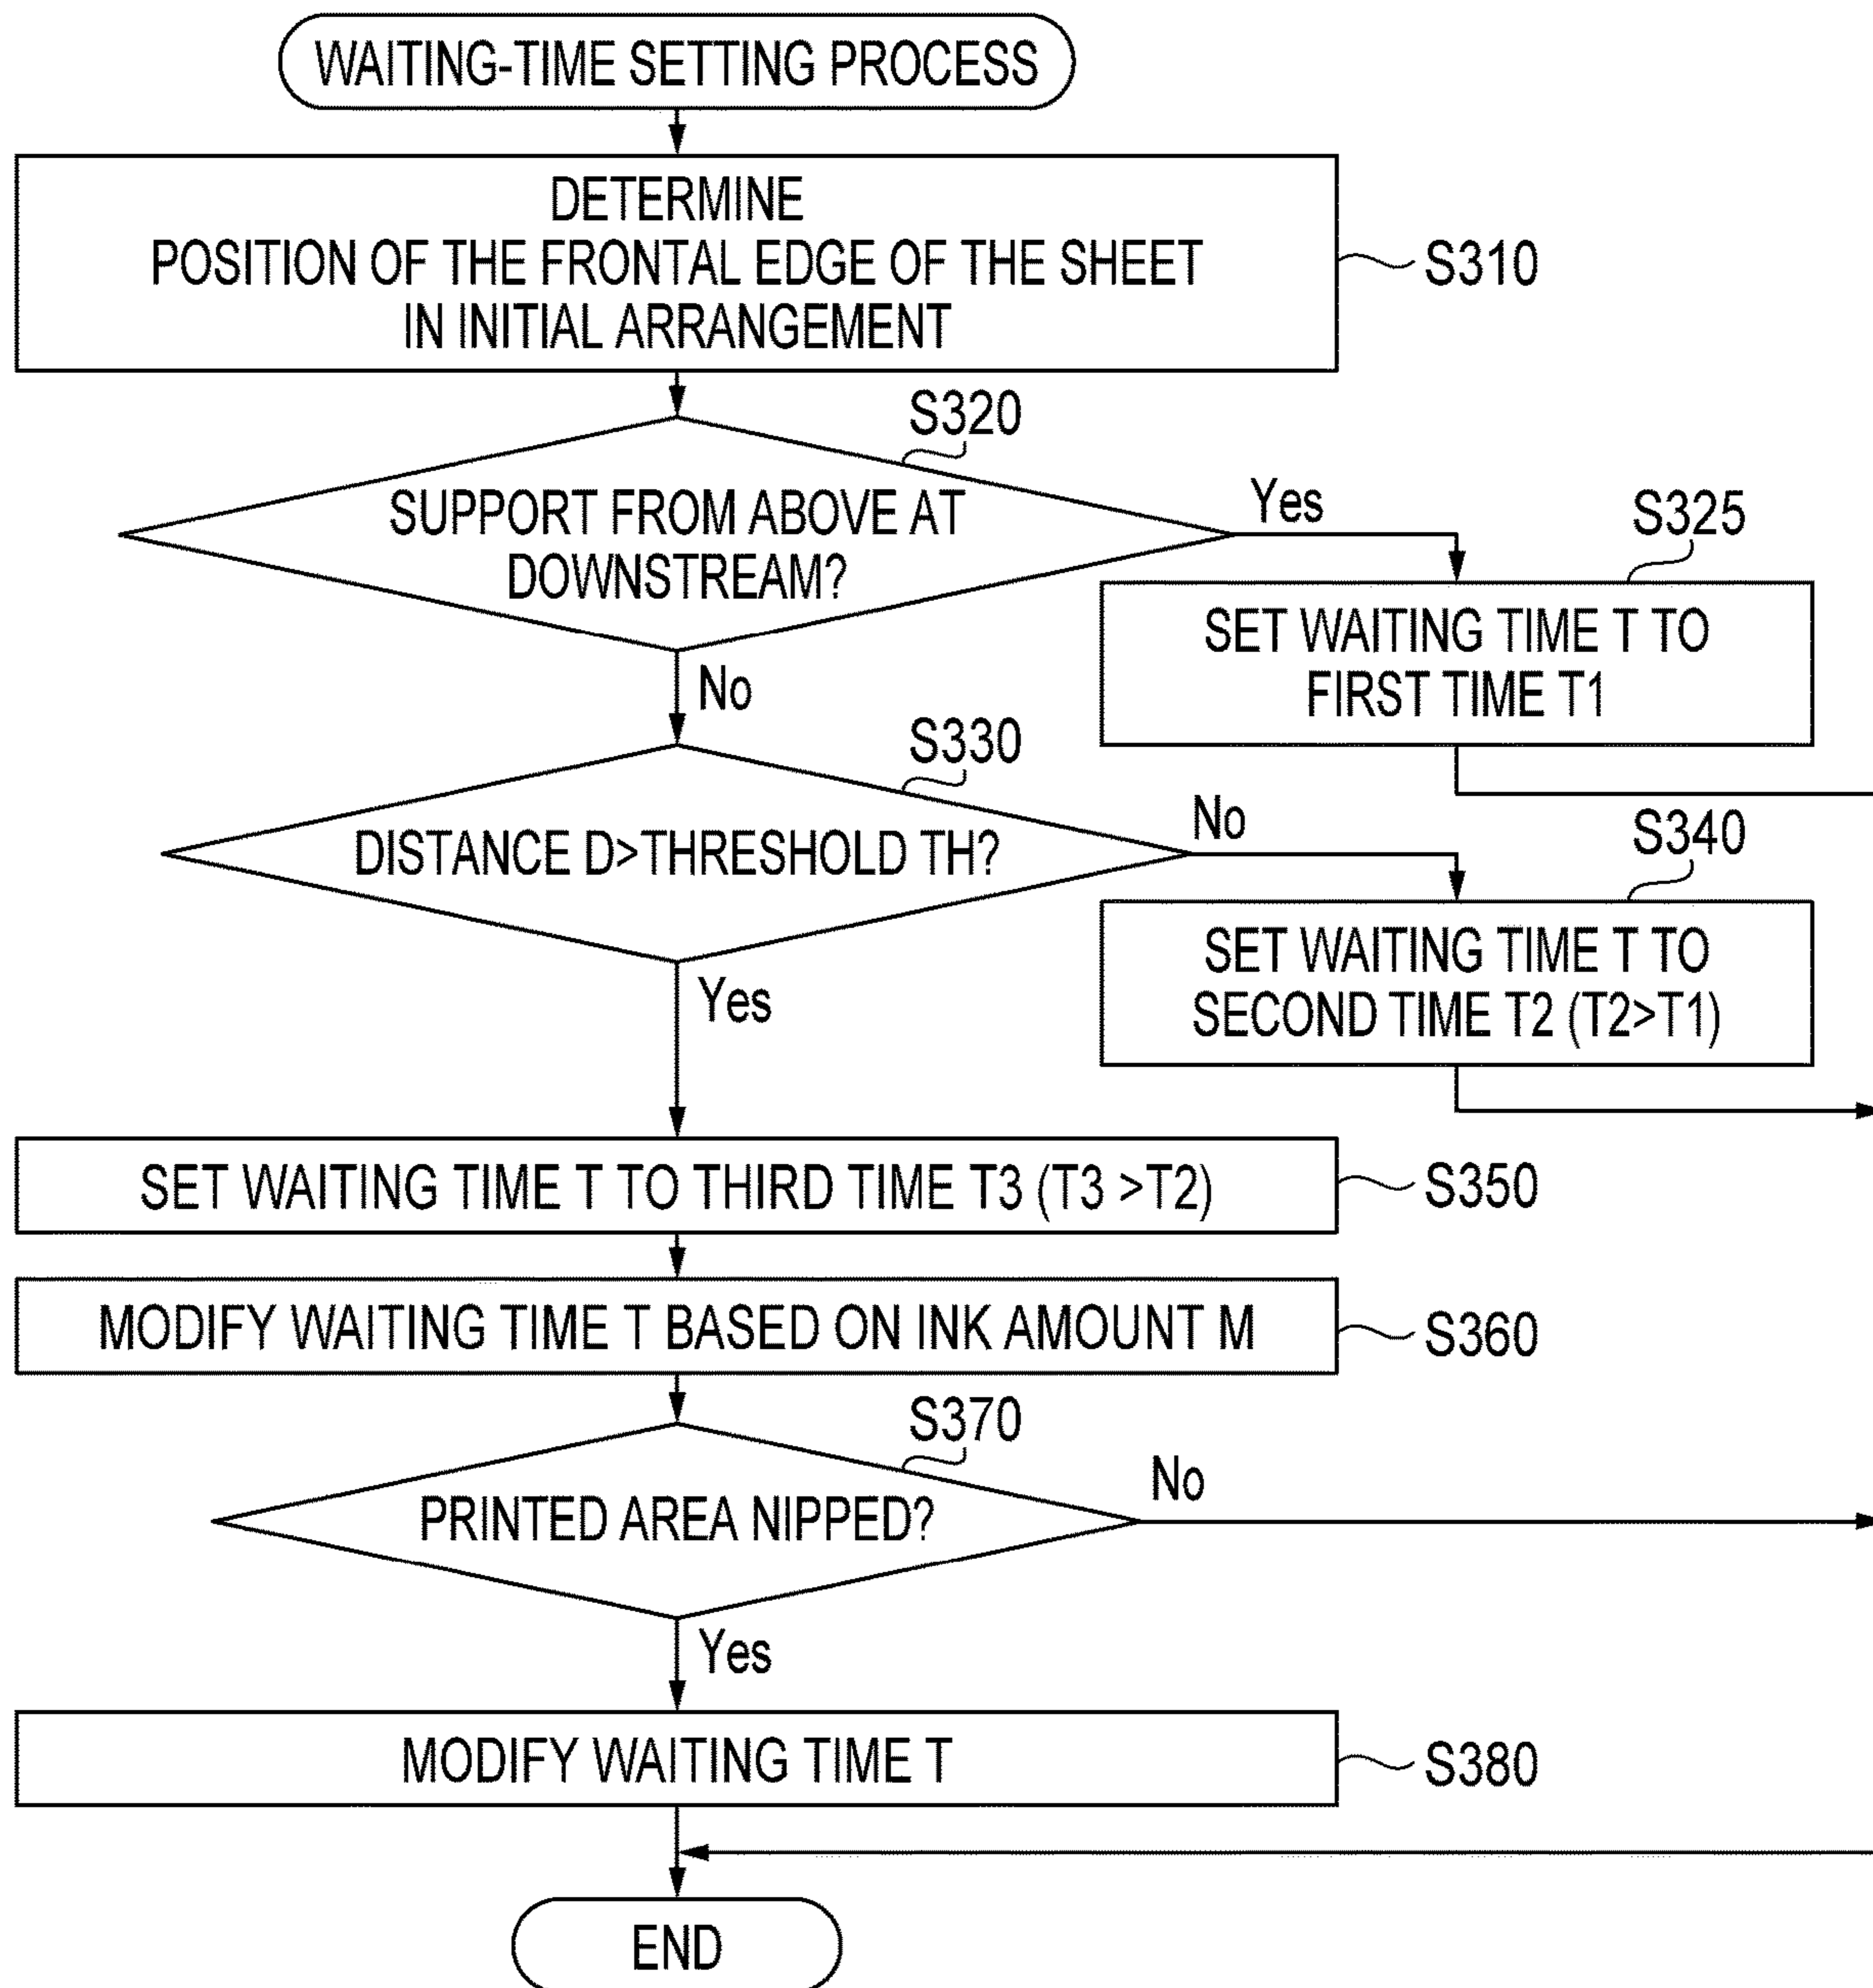 WAITING-TIME SETTING PROCESS
DETERMINE
POSITION OF THE FRONTAL EDGE OF THE SHEET
IN INITIAL ARRANGEMENT
S310
S320
SUPPORT FROM ABOVE AT
DOWNSTREAM?
Yes
No
S325
SET WAITING TIME T TO
FIRST TIME T1
S330
DISTANCE D>THRESHOLD TH?
No
Yes
S340
SET WAITING TIME T TO
SECOND TIME T2 (T2>T1)
SET WAITING TIME T TO THIRD TIME T3 (T3 >T2)
S350
MODIFY WAITING TIME T BASED ON INK AMOUNT M
S360
S370
PRINTED AREA NIPPED?
No
Yes
MODIFY WAITING TIME T
S380
END